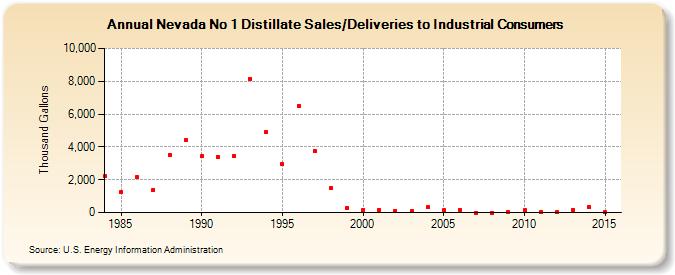 Annual Nevada No 1 Distillate Sales/Deliveries to Industrial Consumers
Thousand Gallons
10,000
8,000
6,000
4,000
2,000
0
1985 1990 1995 2000 2005 2010 2015
Source: U.S. Energy Information Administration